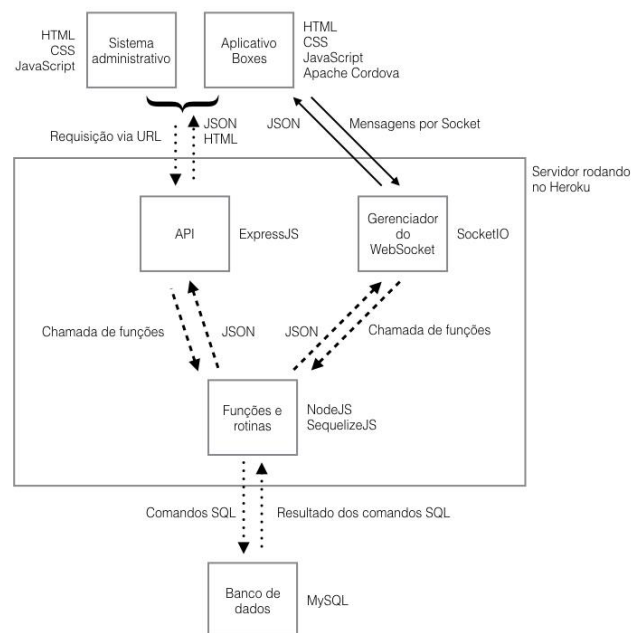 HTML
CSS
JavaScript
Sistema
administrativo
Aplicativo
Boxes
HTML
CSS
JavaScript
Apache Cordova
Requisição via URL
JSON
HTML
JSON
Mensagens por Socket
Servidor rodando
no Heroku
API
ExpressJS
Gerenciador
do
WebSocket
SocketIO
Chamada de funções
JSON
JSON
Chamada de funções
Funções e
rotinas
NodeJS
SequelizeJS
Comandos SQL
Resultado dos comandos SQL
Banco de
dados
MySQL